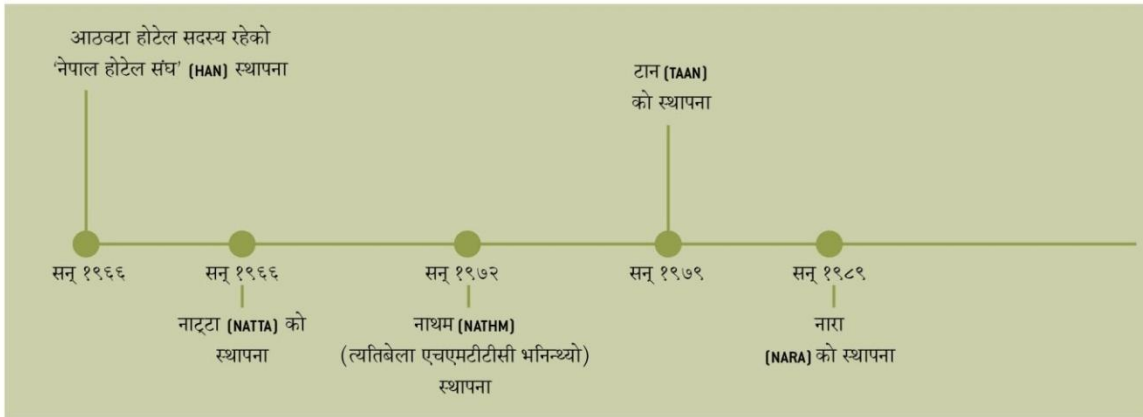 आठवटा होटेल सदस्य रहेको
'नेपाल होटेल संघ' (HAN) स्थापना
टान (TAAN)
को स्थापना
सन् १९६६
सन् १९६६
सन् १९७२
सन् १९७९
सन् १९८९
नाट्टा (NATTA) को
स्थापना
नाथम (NATHM)
(त्यतिबेला एचएमटीटीसी भनिन्थ्यो)
स्थापना
नारा
(NARA) को स्थापना